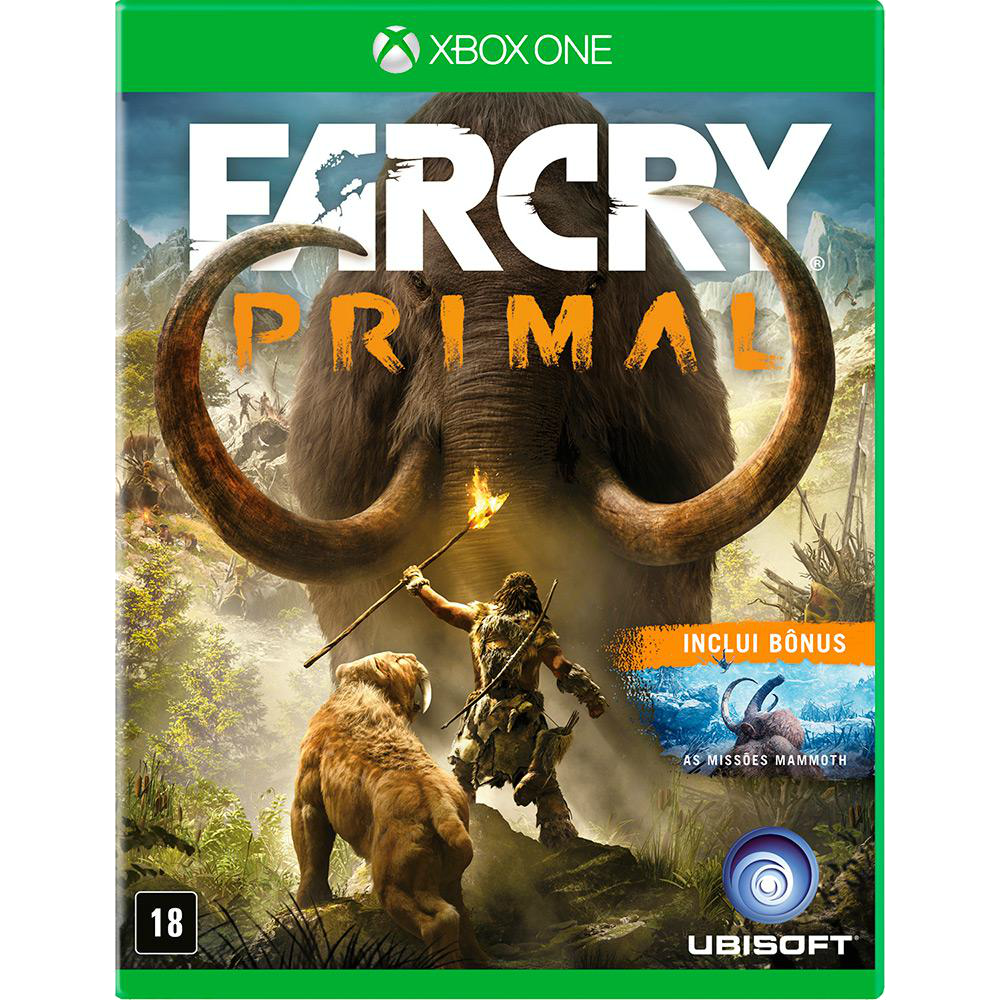 XBOX ONE
FARCRY®
PRIMAL
INCLUI BÔNUS
AS MISSÕES MAMMOTH
18
UBISOFT®